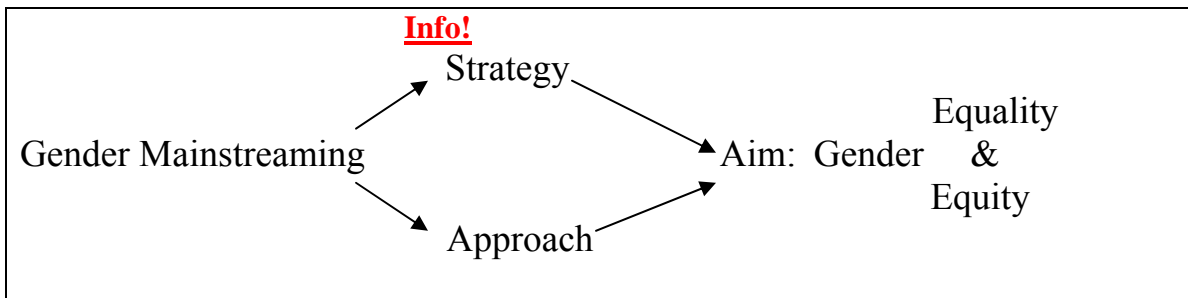 Info!
Strategy
Equality
Gender Mainstreaming Aim: Gender &
Equity
Approach